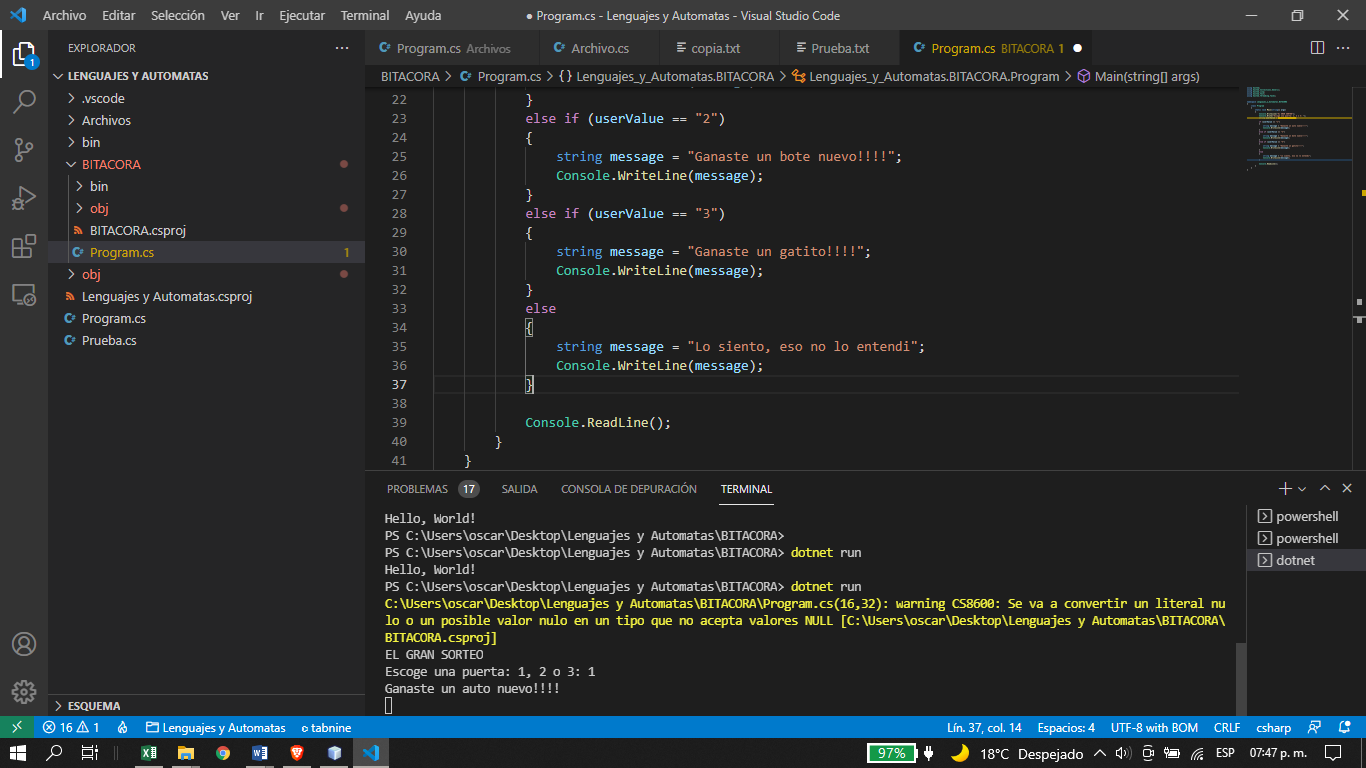 Archivo Editar Selección Ver Ir Ejecutar Terminal Ayuda
● Program.cs - Lenguajes y Automatas - Visual Studio Code
EXPLORADOR
LENGUAJES Y AUTOMATAS
.vscode
Archivos
bin
BITACORA
bin
obj
BITACORA.csproj
Program.cs 1
obj
Lenguajes y Automatas.csproj
Program.cs
Prueba.cs
ESQUEMA
1
Program.cs Archivos
Archivo.cs
copia.txt
Prueba.txt
Program.cs BITACORA 1
BITACORA > Program.cs > {} Lenguajes_y_Automatas.BITACORA > Lenguajes_y_Automatas.BITACORA.Program > Main(string[] args)
22 }
23 else if (userValue == "2")
24 {
25 string message = "Ganaste un bote nuevo!!!!";
26 Console.WriteLine(message);
27 }
28 else if (userValue == "3")
29 {
30 string message = "Ganaste un gatito!!!!";
31 Console.WriteLine(message);
32 }
33 else
34 {
35 string message = "Lo siento, eso no lo entendi";
36 Console.WriteLine(message);
37 }
38
39 Console.ReadLine();
40 }
41 }
PROBLEMAS 17 SALIDA CONSOLA DE DEPURACIÓN TERMINAL
Hello, World!
PS C:\Users\oscar\Desktop\Lenguajes y Automatas\BITACORA>
PS C:\Users\oscar\Desktop\Lenguajes y Automatas\BITACORA> dotnet run
Hello, World!
PS C:\Users\oscar\Desktop\Lenguajes y Automatas\BITACORA> dotnet run
C:\Users\oscar\Desktop\Lenguajes y Automatas\BITACORA\Program.cs(16,32): warning CS8600: Se va a convertir un literal nu
lo o un posible valor nulo en un tipo que no acepta valores NULL [C:\Users\oscar\Desktop\Lenguajes y Automatas\BITACORA\
BITACORA.csproj]
EL GRAN SORTEO
Escoge una puerta: 1, 2 o 3: 1
Ganaste un auto nuevo!!!!
powershell
powershell
dotnet
16 1 Lenguajes y Automatas tabnine
Lín. 37, col. 14 Espacios: 4 UTF-8 with BOM CRLF csharp
97% 18°C Despejado ESP 07:47 p. m.